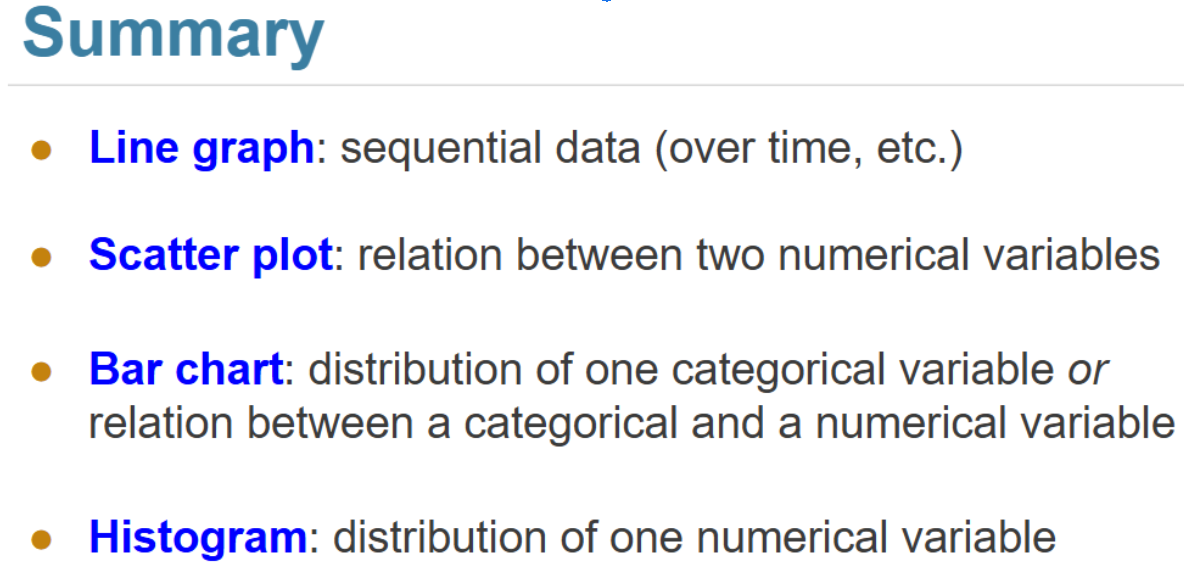 Summary
● Line graph: sequential data (over time, etc.)
● Scatter plot: relation between two numerical variables
● Bar chart: distribution of one categorical variable or
relation between a categorical and a numerical variable
● Histogram: distribution of one numerical variable